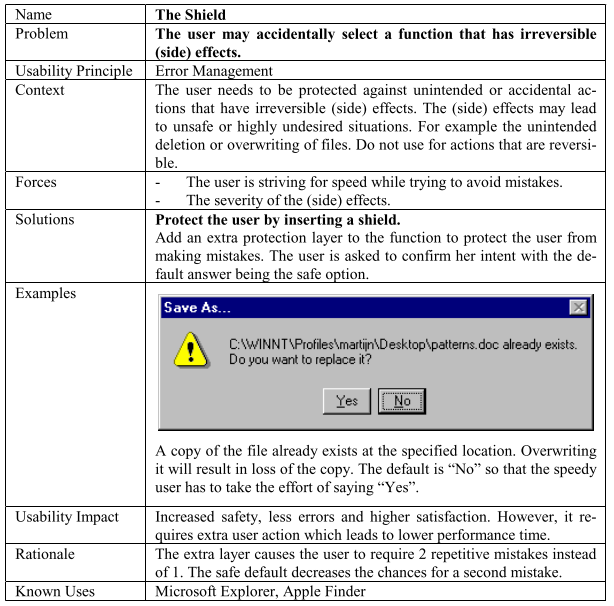 Name The Shield
Problem The user may accidentally select a function that has irreversible
(side) effects.
Usability Principle Error Management
Context The user needs to be protected against unintended or accidental ac-
tions that have irreversible (side) effects. The (side) effects may lead
to unsafe or highly undesired situations. For example the unintended
deletion or overwriting of files. Do not use for actions that are reversi-
ble.
Forces - The user is striving for speed while trying to avoid mistakes.
- The severity of the (side) effects.
Solutions Protect the user by inserting a shield.
Add an extra protection layer to the function to protect the user from
making mistakes. The user is asked to confirm her intent with the de-
fault answer being the safe option.
Examples
Save As...
C:\WINNT\Profiles\martijn\Desktop\patterns.doc already exists.
Do you want to replace it?
Yes No
A copy of the file already exists at the specified location. Overwriting
it will result in loss of the copy. The default is “No” so that the speedy
user has to take the effort of saying “Yes”.
Usability Impact Increased safety, less errors and higher satisfaction. However, it re-
quires extra user action which leads to lower performance time.
Rationale The extra layer causes the user to require 2 repetitive mistakes instead
of 1. The safe default decreases the chances for a second mistake.
Known Uses Microsoft Explorer, Apple Finder